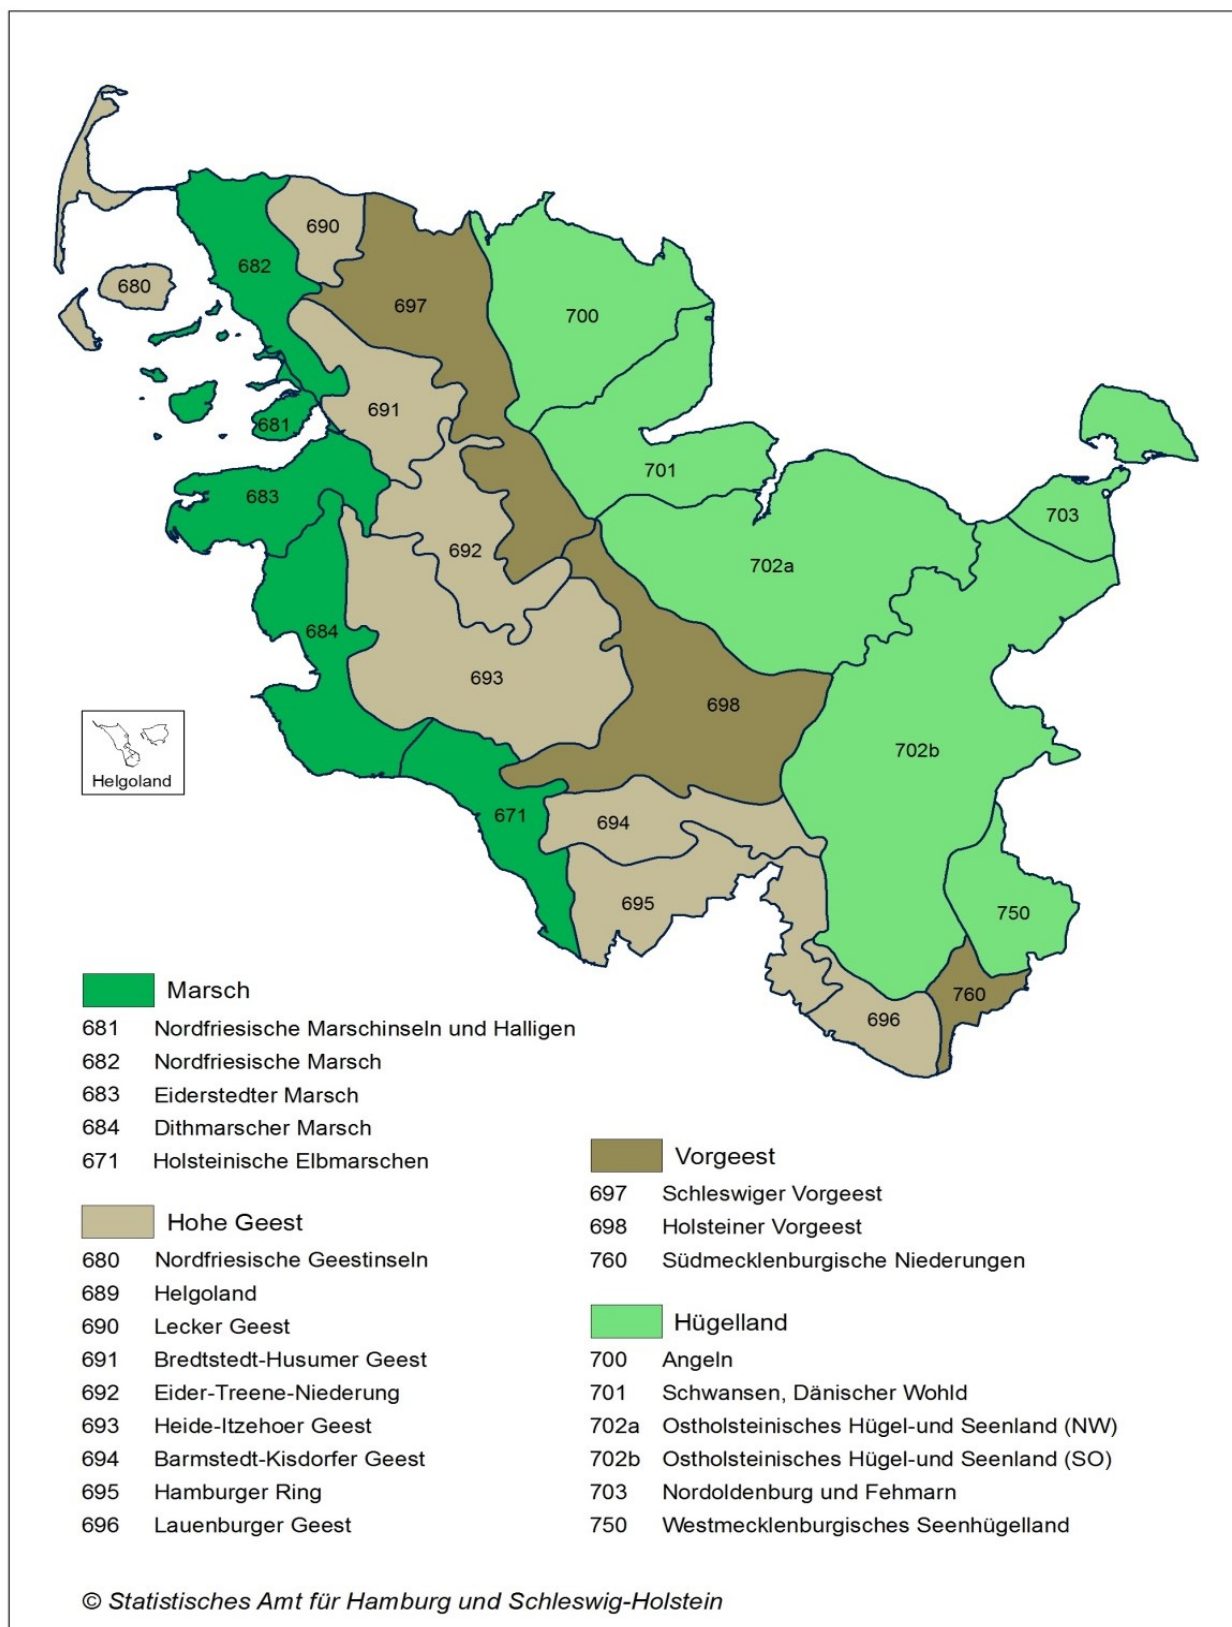 690
682
680
697
700
691
681
701
683
703
692
702a
684
693
698
702b
Helgoland
671
694
695
750
760
696
Marsch
681 Nordfriesische Marschinseln und Halligen
682 Nordfriesische Marsch
683 Eiderstedter Marsch
684 Dithmarscher Marsch
671 Holsteinische Elbmarschen
Hohe Geest
680 Nordfriesische Geestinseln
689 Helgoland
690 Lecker Geest
691 Bredtstedt-Husumer Geest
692 Eider-Treene-Niederung
693 Heide-Itzehoer Geest
694 Barmstedt-Kisdorfer Geest
695 Hamburger Ring
696 Lauenburger Geest
Vorgeest
697 Schleswiger Vorgeest
698 Holsteiner Vorgeest
760 Südmecklenburgische Niederungen
Hügelland
700 Angeln
701 Schwansen, Dänischer Wohld
702a Ostholsteinisches Hügel-und Seenland (NW)
702b Ostholsteinisches Hügel-und Seenland (SO)
703 Nordoldenburg und Fehmarn
750 Westmecklenburgisches Seenhügelland
© Statistisches Amt für Hamburg und Schleswig-Holstein